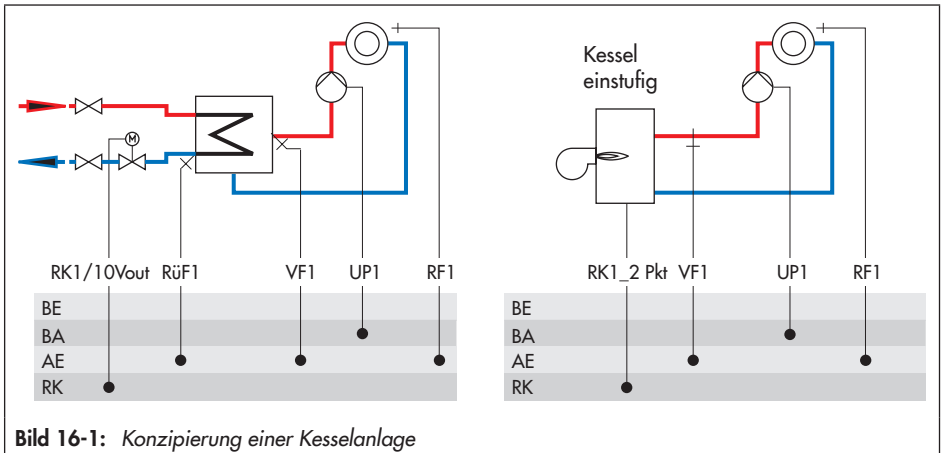 Kessel
einstufig
M
RK1/10Vout RüF1 VF1 UP1 RF1
RK1_2 Pkt VF1 UP1 RF1
BE
BA
AE
RK
BE
BA
AE
RK
Bild 16-1: Konzipierung einer Kesselanlage